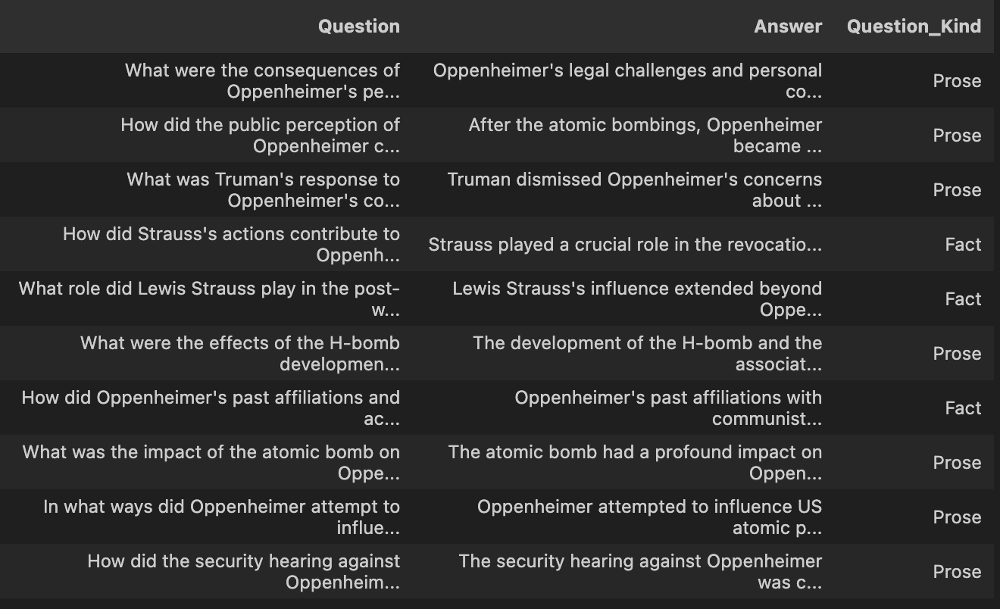 Question Answer Question_Kind
What were the consequences of Oppenheimer's legal challenges and personal
Oppenheimer's pe... co... Prose
How did the public perception of After the atomic bombings, Oppenheimer
Oppenheimer c... became ... Prose
What was Truman's response to Truman dismissed Oppenheimer's concerns
Oppenheimer's co... about ... Prose
How did Strauss's actions contribute to
Oppenh... Strauss played a crucial role in the revocatio... Fact
What role did Lewis Strauss play in the post- Lewis Strauss's influence extended beyond
w... Oppe... Fact
What were the effects of the H-bomb The development of the H-bomb and the
developmen... associat... Prose
How did Oppenheimer's past affiliations and Oppenheimer's past affiliations with
ac... communist... Fact
What was the impact of the atomic bomb on The atomic bomb had a profound impact on
Oppe... Oppen... Prose
In what ways did Oppenheimer attempt to Oppenheimer attempted to influence US
influe... atomic p... Prose
How did the security hearing against The security hearing against Oppenheimer
Oppenheim... was c... Prose